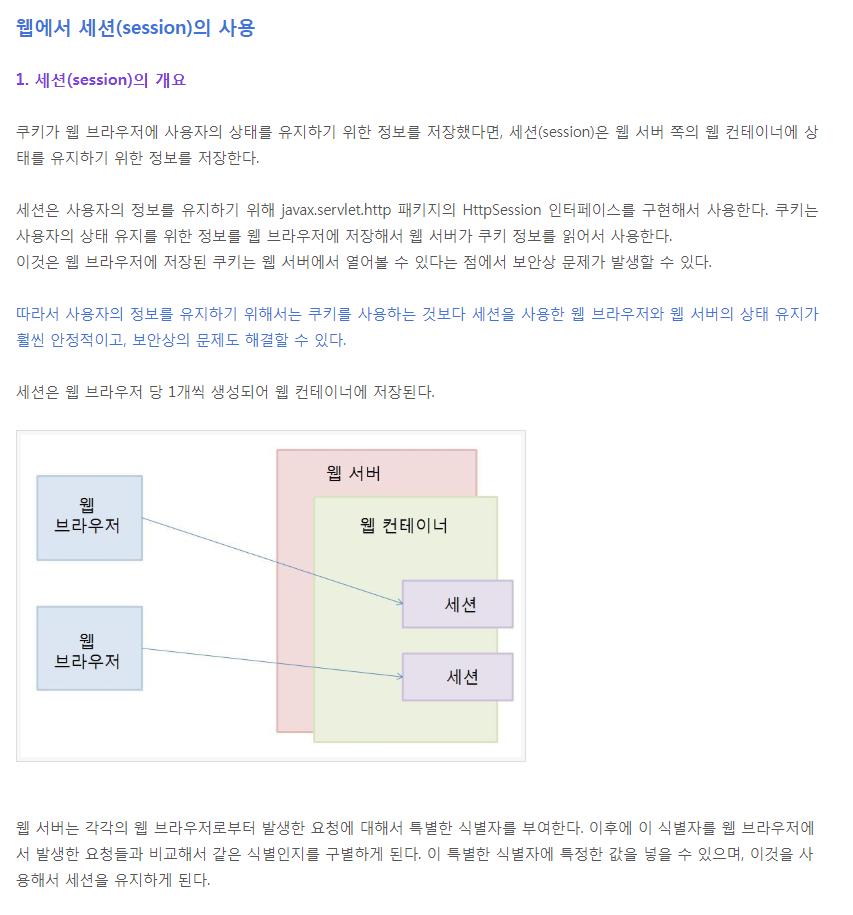 웹에서 세션(session)의 사용
1. 세션(session)의 개요
쿠키가 웹 브라우저에 사용자의 상태를 유지하기 위한 정보를 저장했다면, 세션(session)은 웹 서버 쪽의 웹 컨테이너에 상
태를 유지하기 위한 정보를 저장한다.
세션은 사용자의 정보를 유지하기 위해 javax.servlet.http 패키지의 HttpSession 인터페이스를 구현해서 사용한다. 쿠키는
사용자의 상태 유지를 위한 정보를 웹 브라우저에 저장해서 웹 서버가 쿠키 정보를 읽어서 사용한다.
이것은 웹 브라우저에 저장된 쿠키는 웹 서버에서 열어볼 수 있다는 점에서 보안상 문제가 발생할 수 있다.
따라서 사용자의 정보를 유지하기 위해서는 쿠키를 사용하는 것보다 세션을 사용한 웹 브라우저와 웹 서버의 상태 유지가
훨씬 안정적이고, 보안상의 문제도 해결할 수 있다.
세션은 웹 브라우저 당 1개씩 생성되어 웹 컨테이너에 저장된다.
웹 서버
웹
브라우저
웹 컨테이너
세션
웹
브라우저
세션
웹 서버는 각각의 웹 브라우저로부터 발생한 요청에 대해서 특별한 식별자를 부여한다. 이후에 이 식별자를 웹 브라우저에
서 발생한 요청들과 비교해서 같은 식별인지를 구별하게 된다. 이 특별한 식별자에 특정한 값을 넣을 수 있으며, 이것을 사
용해서 세션을 유지하게 된다.